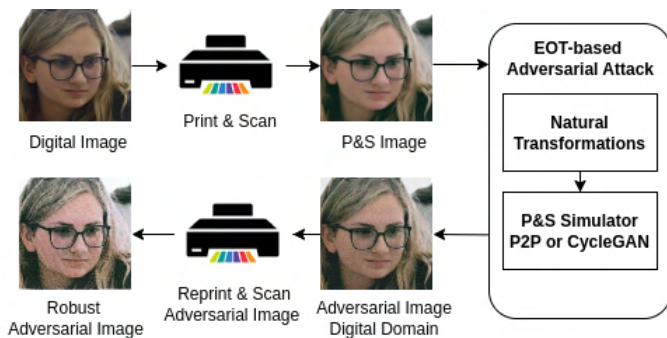 EOT-based
Adversarial Attack
Digital Image
Print & Scan
P&S Image
Natural
Transformations
P&S Simulator
P2P or CycleGAN
Robust
Adversarial Image
Reprint & Scan
Adversarial Image
Adversarial Image
Digital Domain